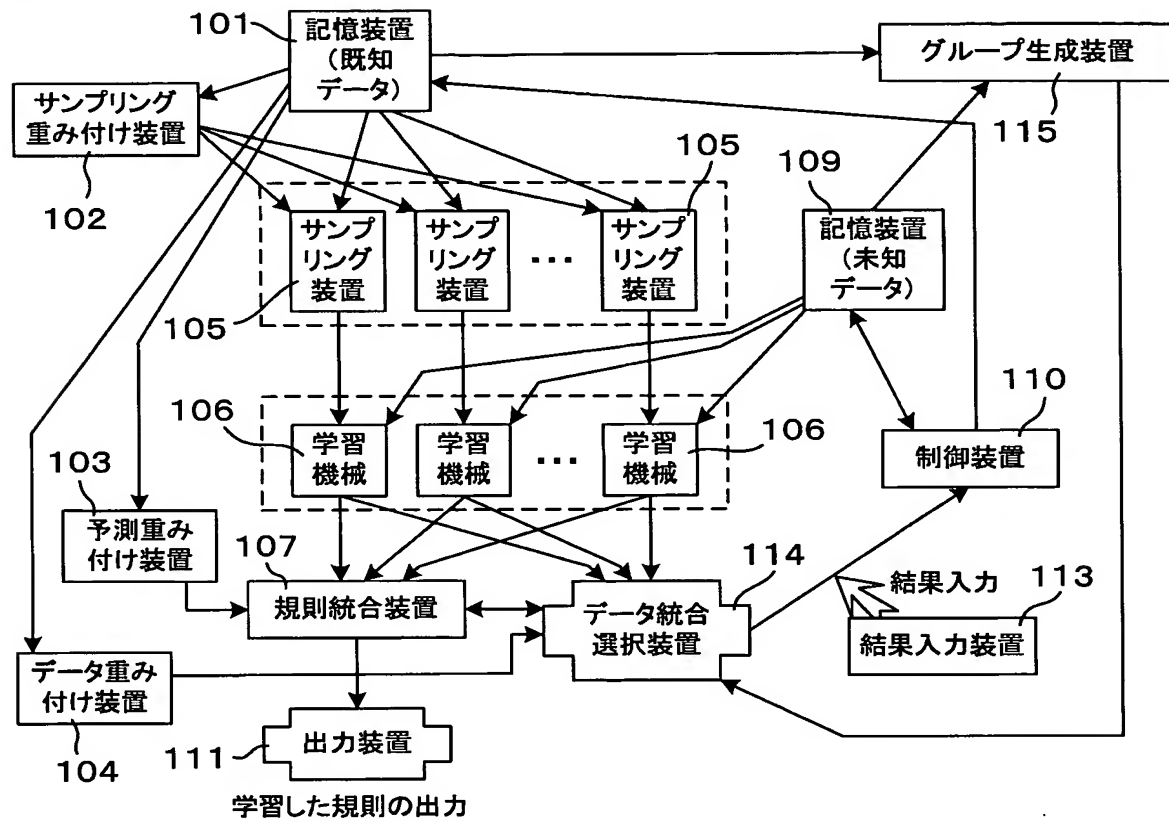 101
記憶装置
(既知
データ)
グループ生成装置
115
サンプリング
重み付け装置
102
105
109
記憶装置
(未知
データ)
サンプ
リング
装置
サンプ
リング
装置
...
サンプ
リング
装置
105
106
学習
機械
学習
機械
...
学習
機械
106
110
制御装置
103
予測重み
付け装置
107
規則統合装置
114
データ統合
選択装置
結果入力
113
結果入力装置
データ重み
付け装置
104
111
出力装置
学習した規則の出力